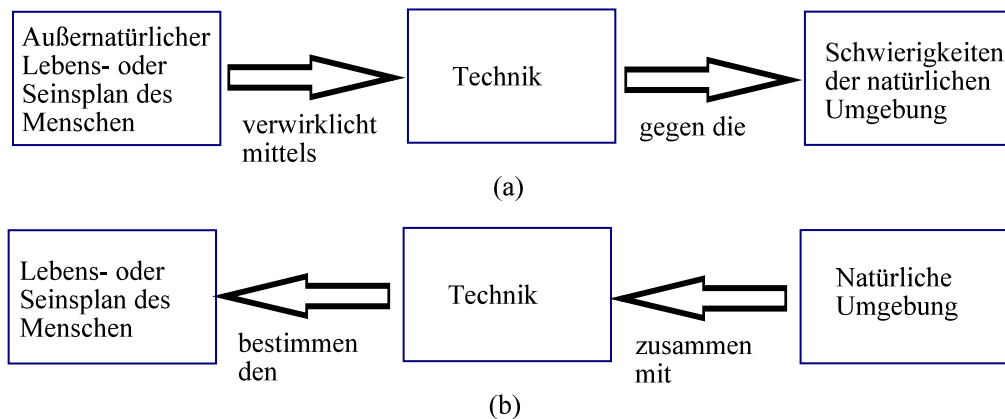 Außernatürlicher
Lebens- oder
Seinsplan des
Menschen
verwirklicht
mittels
Technik
gegen die
Schwierigkeiten
der natürlichen
Umgebung
(a)
Lebens- oder
Seinsplan des
Menschen
bestimmen
den
Technik
zusammen
mit
Natürliche
Umgebung
(b)